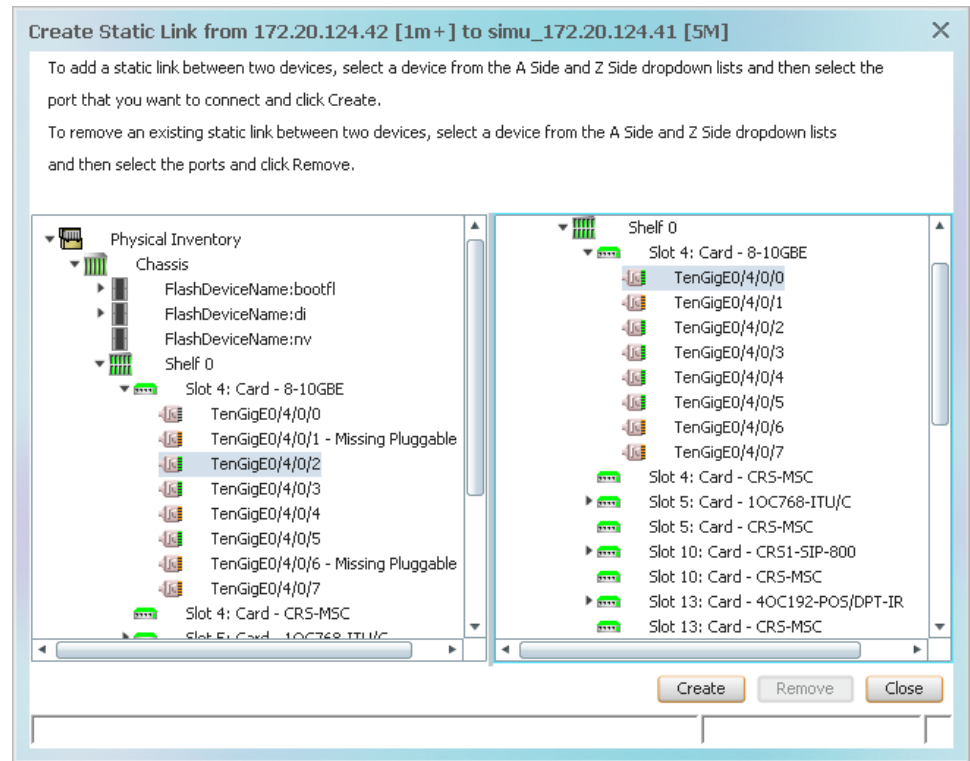 Create Static Link from 172.20.124.42 [1m+] to simu_172.20.124.41 [5M]
To add a static link between two devices, select a device from the A Side and Z Side dropdown lists and then select the
port that you want to connect and click Create.
To remove an existing static link between two devices, select a device from the A Side and Z Side dropdown lists
and then select the ports and click Remove.
Physical Inventory
Chassis
FlashDeviceName:bootfl
FlashDeviceName:di
FlashDeviceName:nv
Shelf 0
Slot 4: Card - 8-10GBE
TenGigE0/4/0/0
TenGigE0/4/0/1 - Missing Pluggable
TenGigE0/4/0/2
TenGigE0/4/0/3
TenGigE0/4/0/4
TenGigE0/4/0/5
TenGigE0/4/0/6 - Missing Pluggable
TenGigE0/4/0/7
Slot 4: Card - CRS-MSC
Slot 5: Card - 1OC768-ITU/C
Shelf 0
Slot 4: Card - 8-10GBE
TenGigE0/4/0/0
TenGigE0/4/0/1
TenGigE0/4/0/2
TenGigE0/4/0/3
TenGigE0/4/0/4
TenGigE0/4/0/5
TenGigE0/4/0/6
TenGigE0/4/0/7
Slot 4: Card - CRS-MSC
Slot 5: Card - 1OC768-ITU/C
Slot 5: Card - CRS-MSC
Slot 10: Card - CRS1-SIP-800
Slot 10: Card - CRS-MSC
Slot 13: Card - 4OC192-POS/DPT-IR
Slot 13: Card - CRS-MSC
Create Remove Close